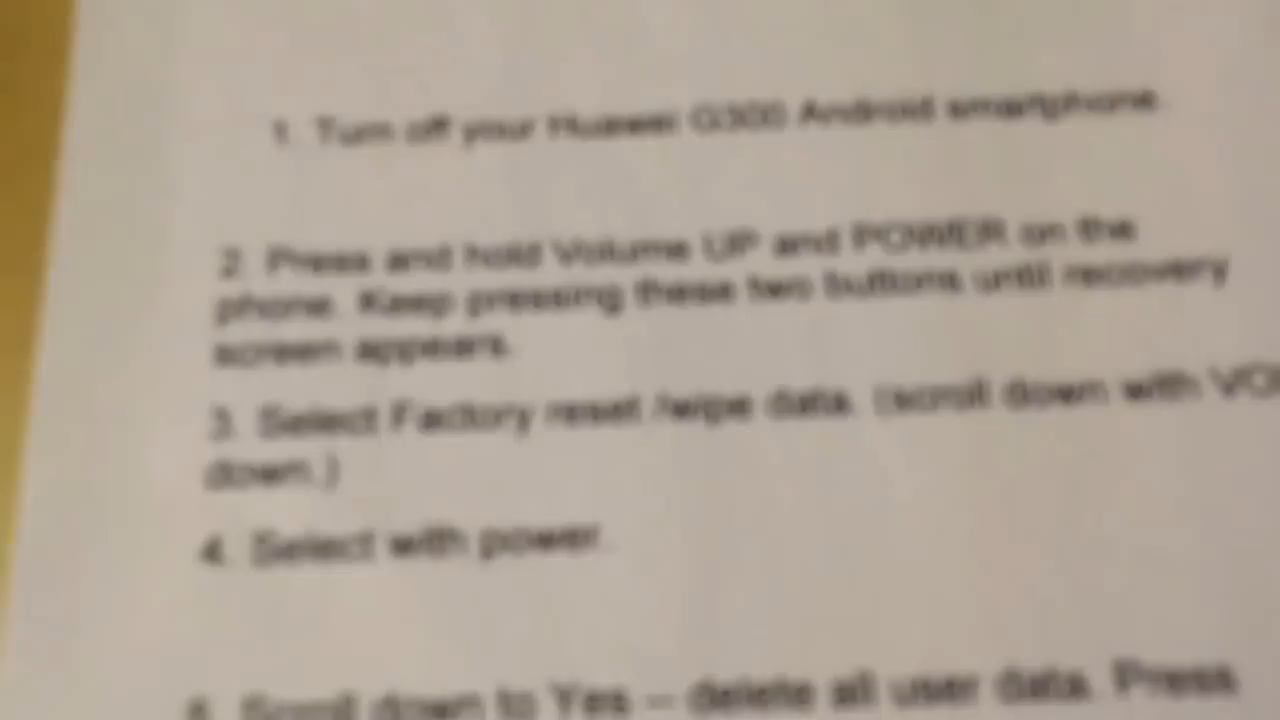 1. Turn off your Huawei G300 Android smartphone.
2. Press and hold Volume UP and POWER on the
phone. Keep pressing these two buttons until recovery
screen appears.
3. Select Factory reset /wipe data. (scroll down with VOL
down.)
4. Select with power.
5. Scroll down to Yes – delete all user data. Press